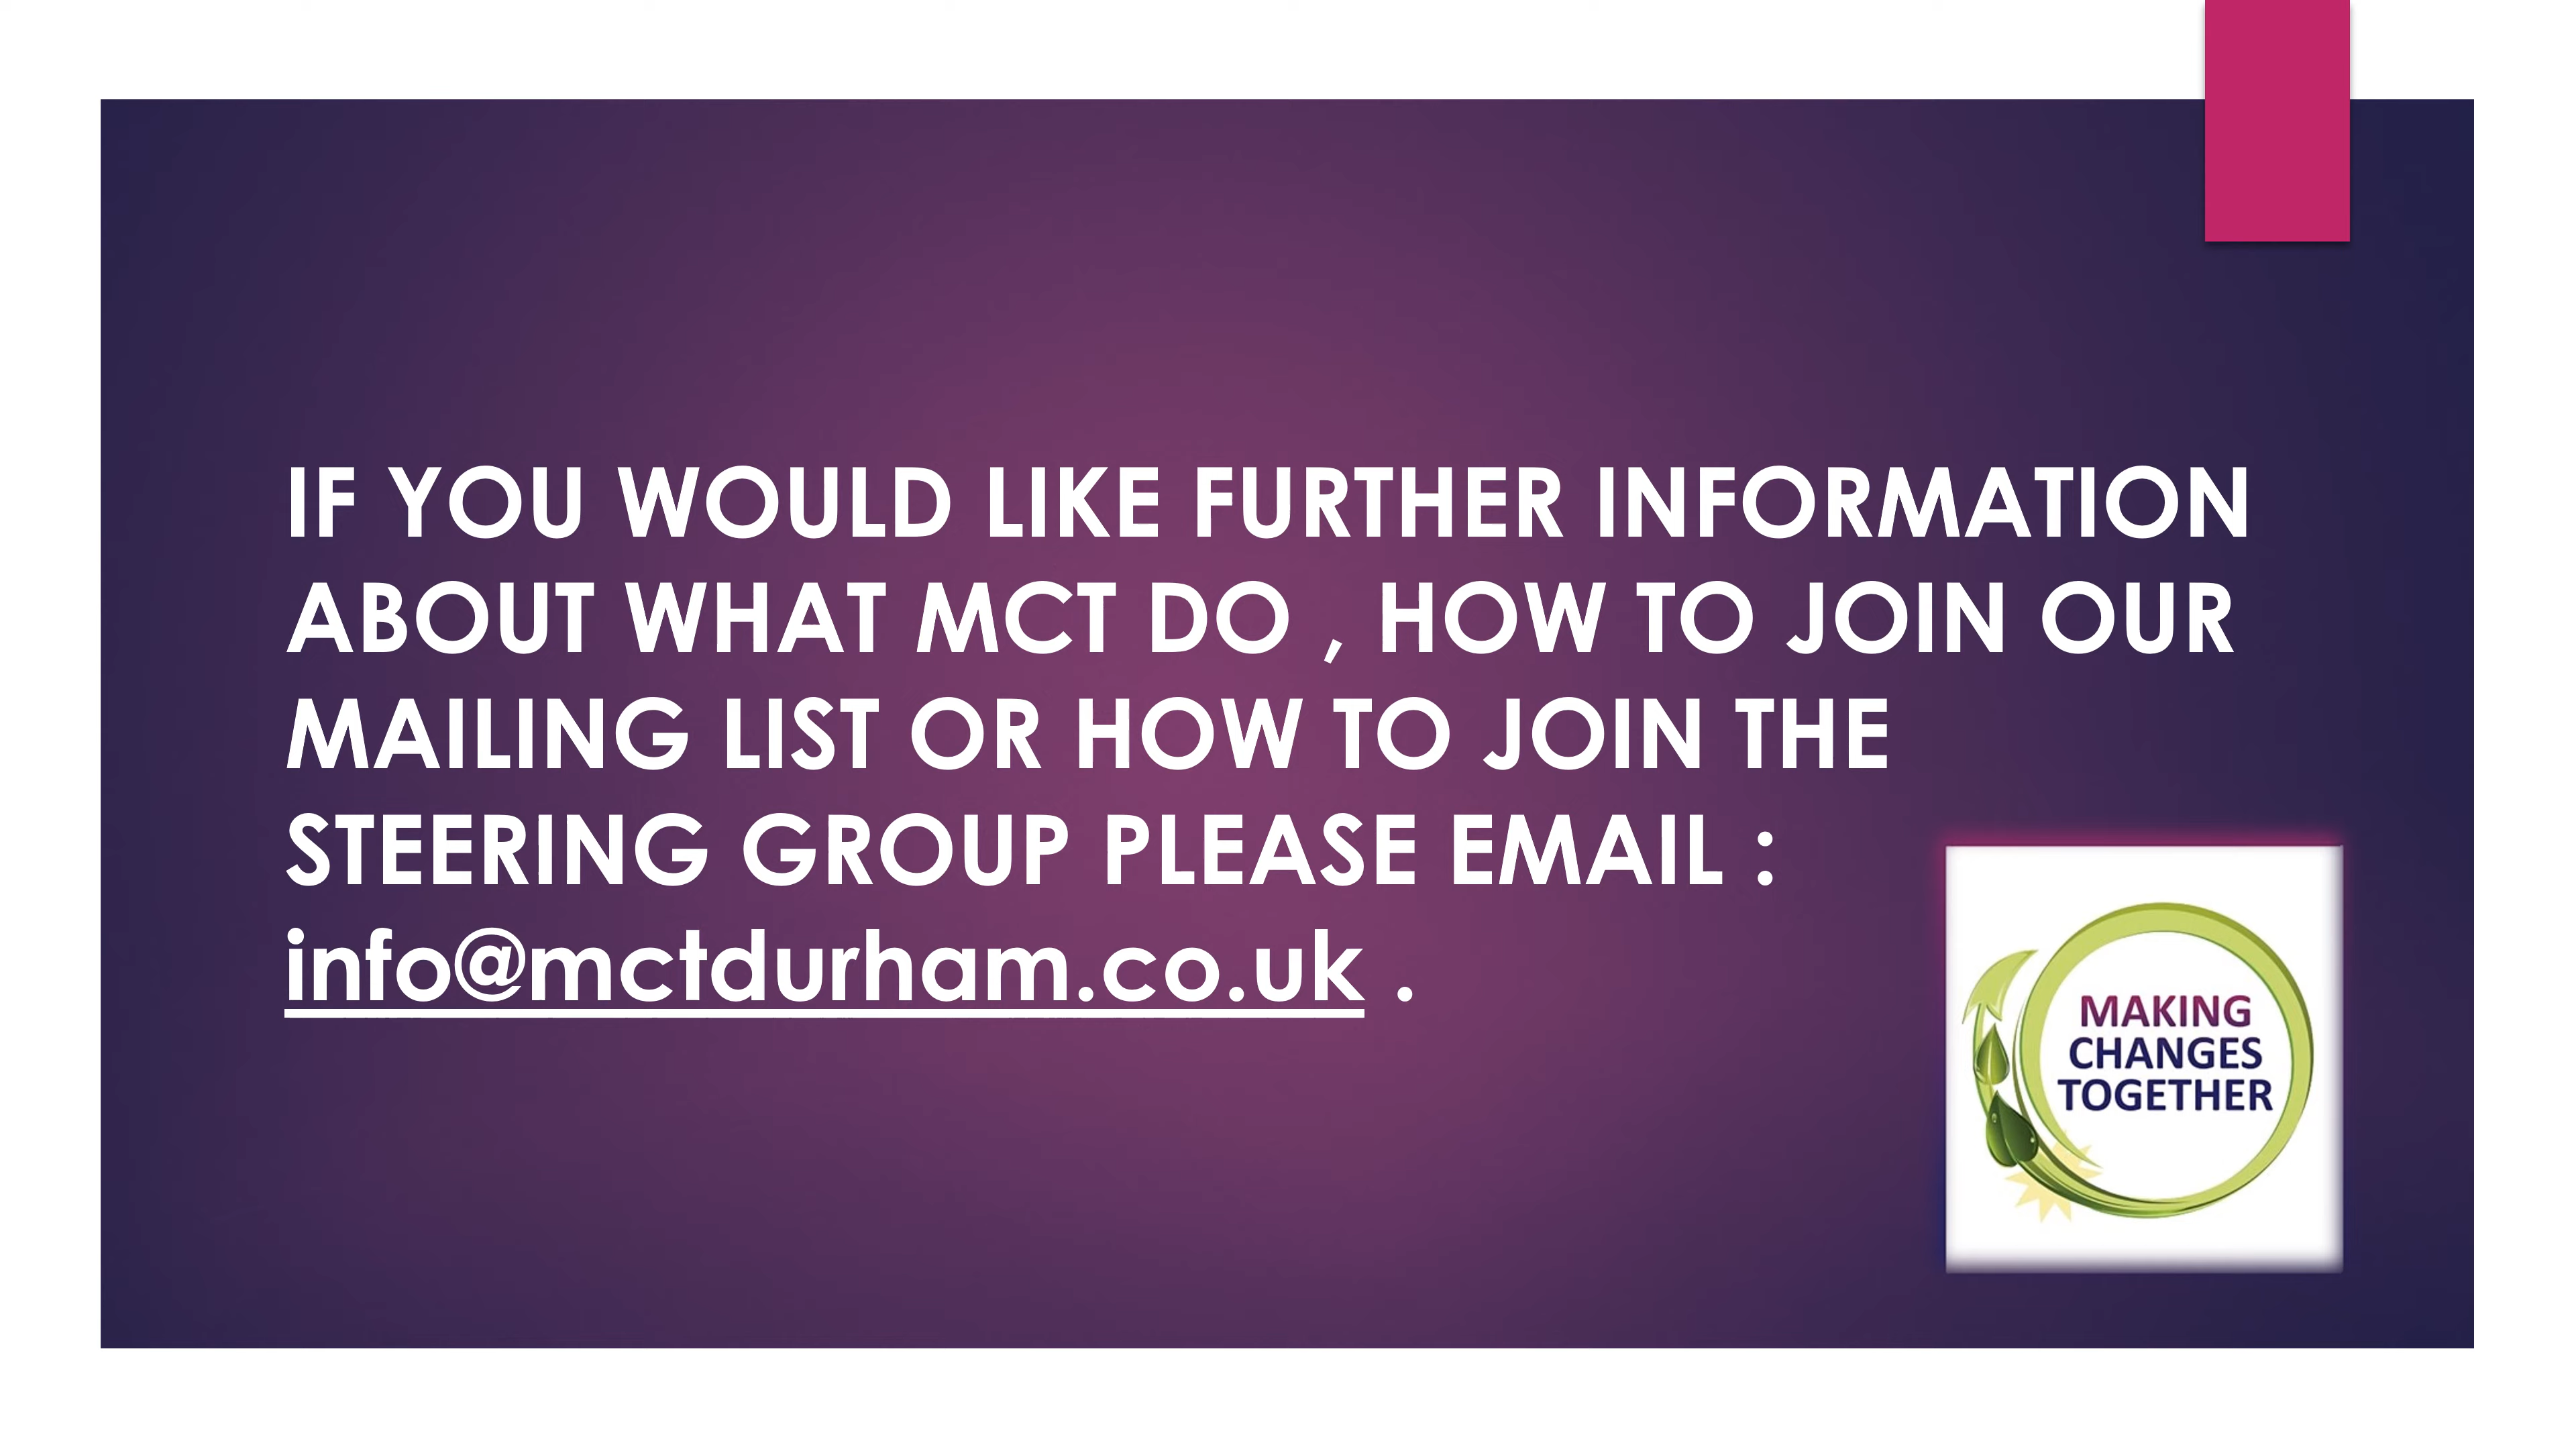 IF YOU WOULD LIKE FURTHER INFORMATION
ABOUT WHAT MCT DO , HOW TO JOIN OUR
MAILING LIST OR HOW TO JOIN THE
STEERING GROUP PLEASE EMAIL :
info@mctdurham.co.uk .
MAKING
CHANGES
TOGETHER